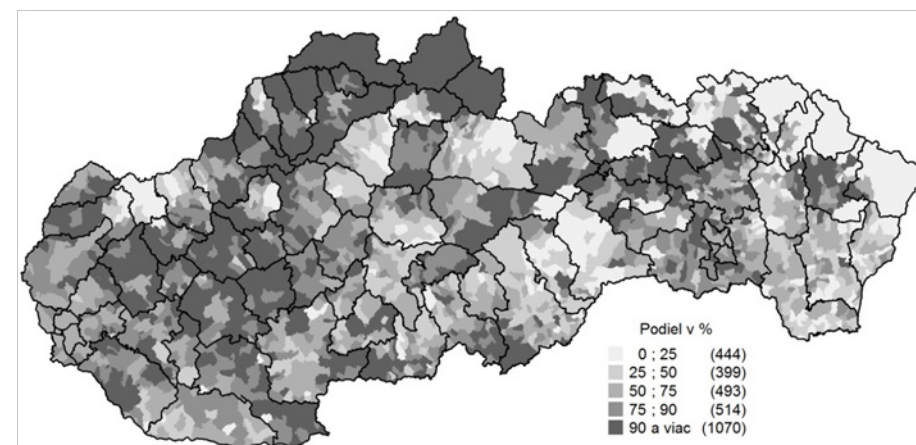 Podiel v %
0 ; 25 (444)
25 ; 50 (399)
50 ; 75 (493)
75 ; 90 (514)
90 a viac (1070)